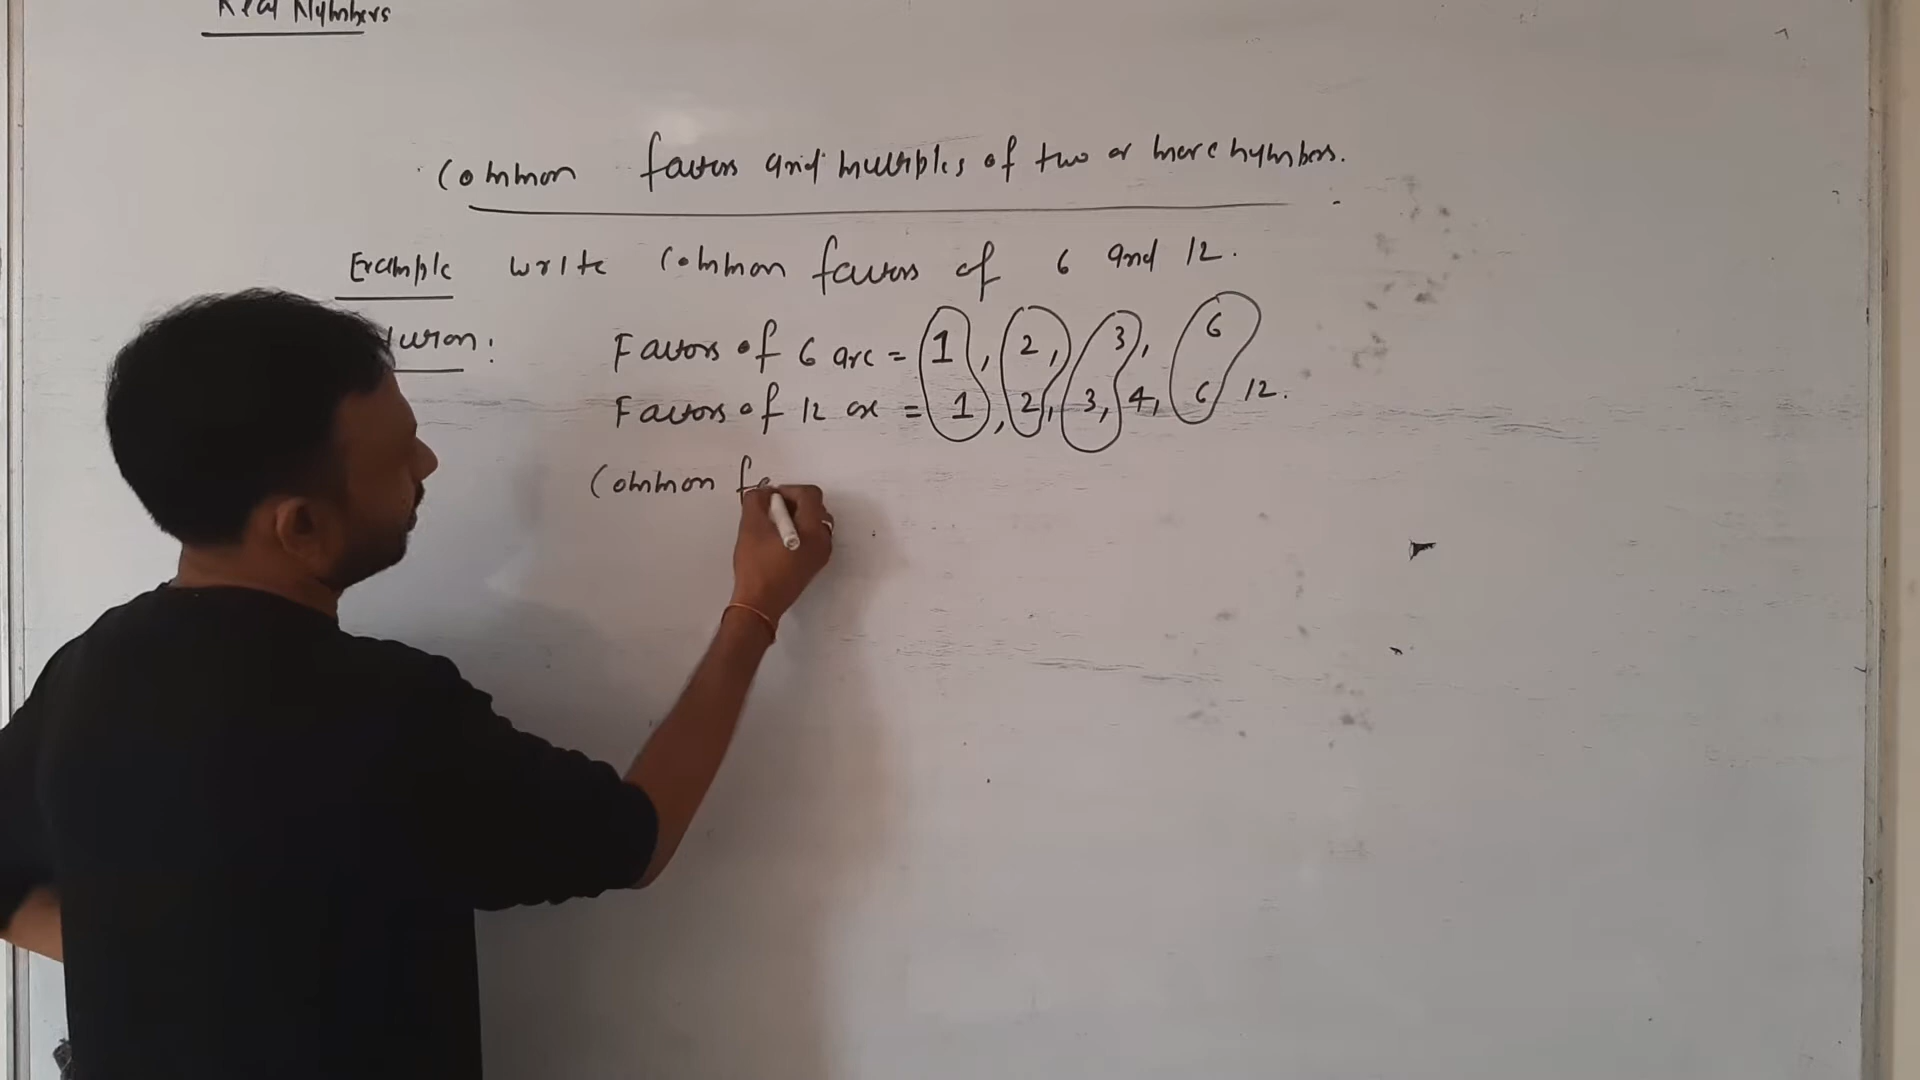 Real Numbers
Common factors and multiples of two or more numbers.
Example write common factors of 6 and 12.
lution:
Factors of 6 are = 1, 2, 3, 6
Factors of 12 are = 1, 2, 3, 4, 6 12.
Common fa